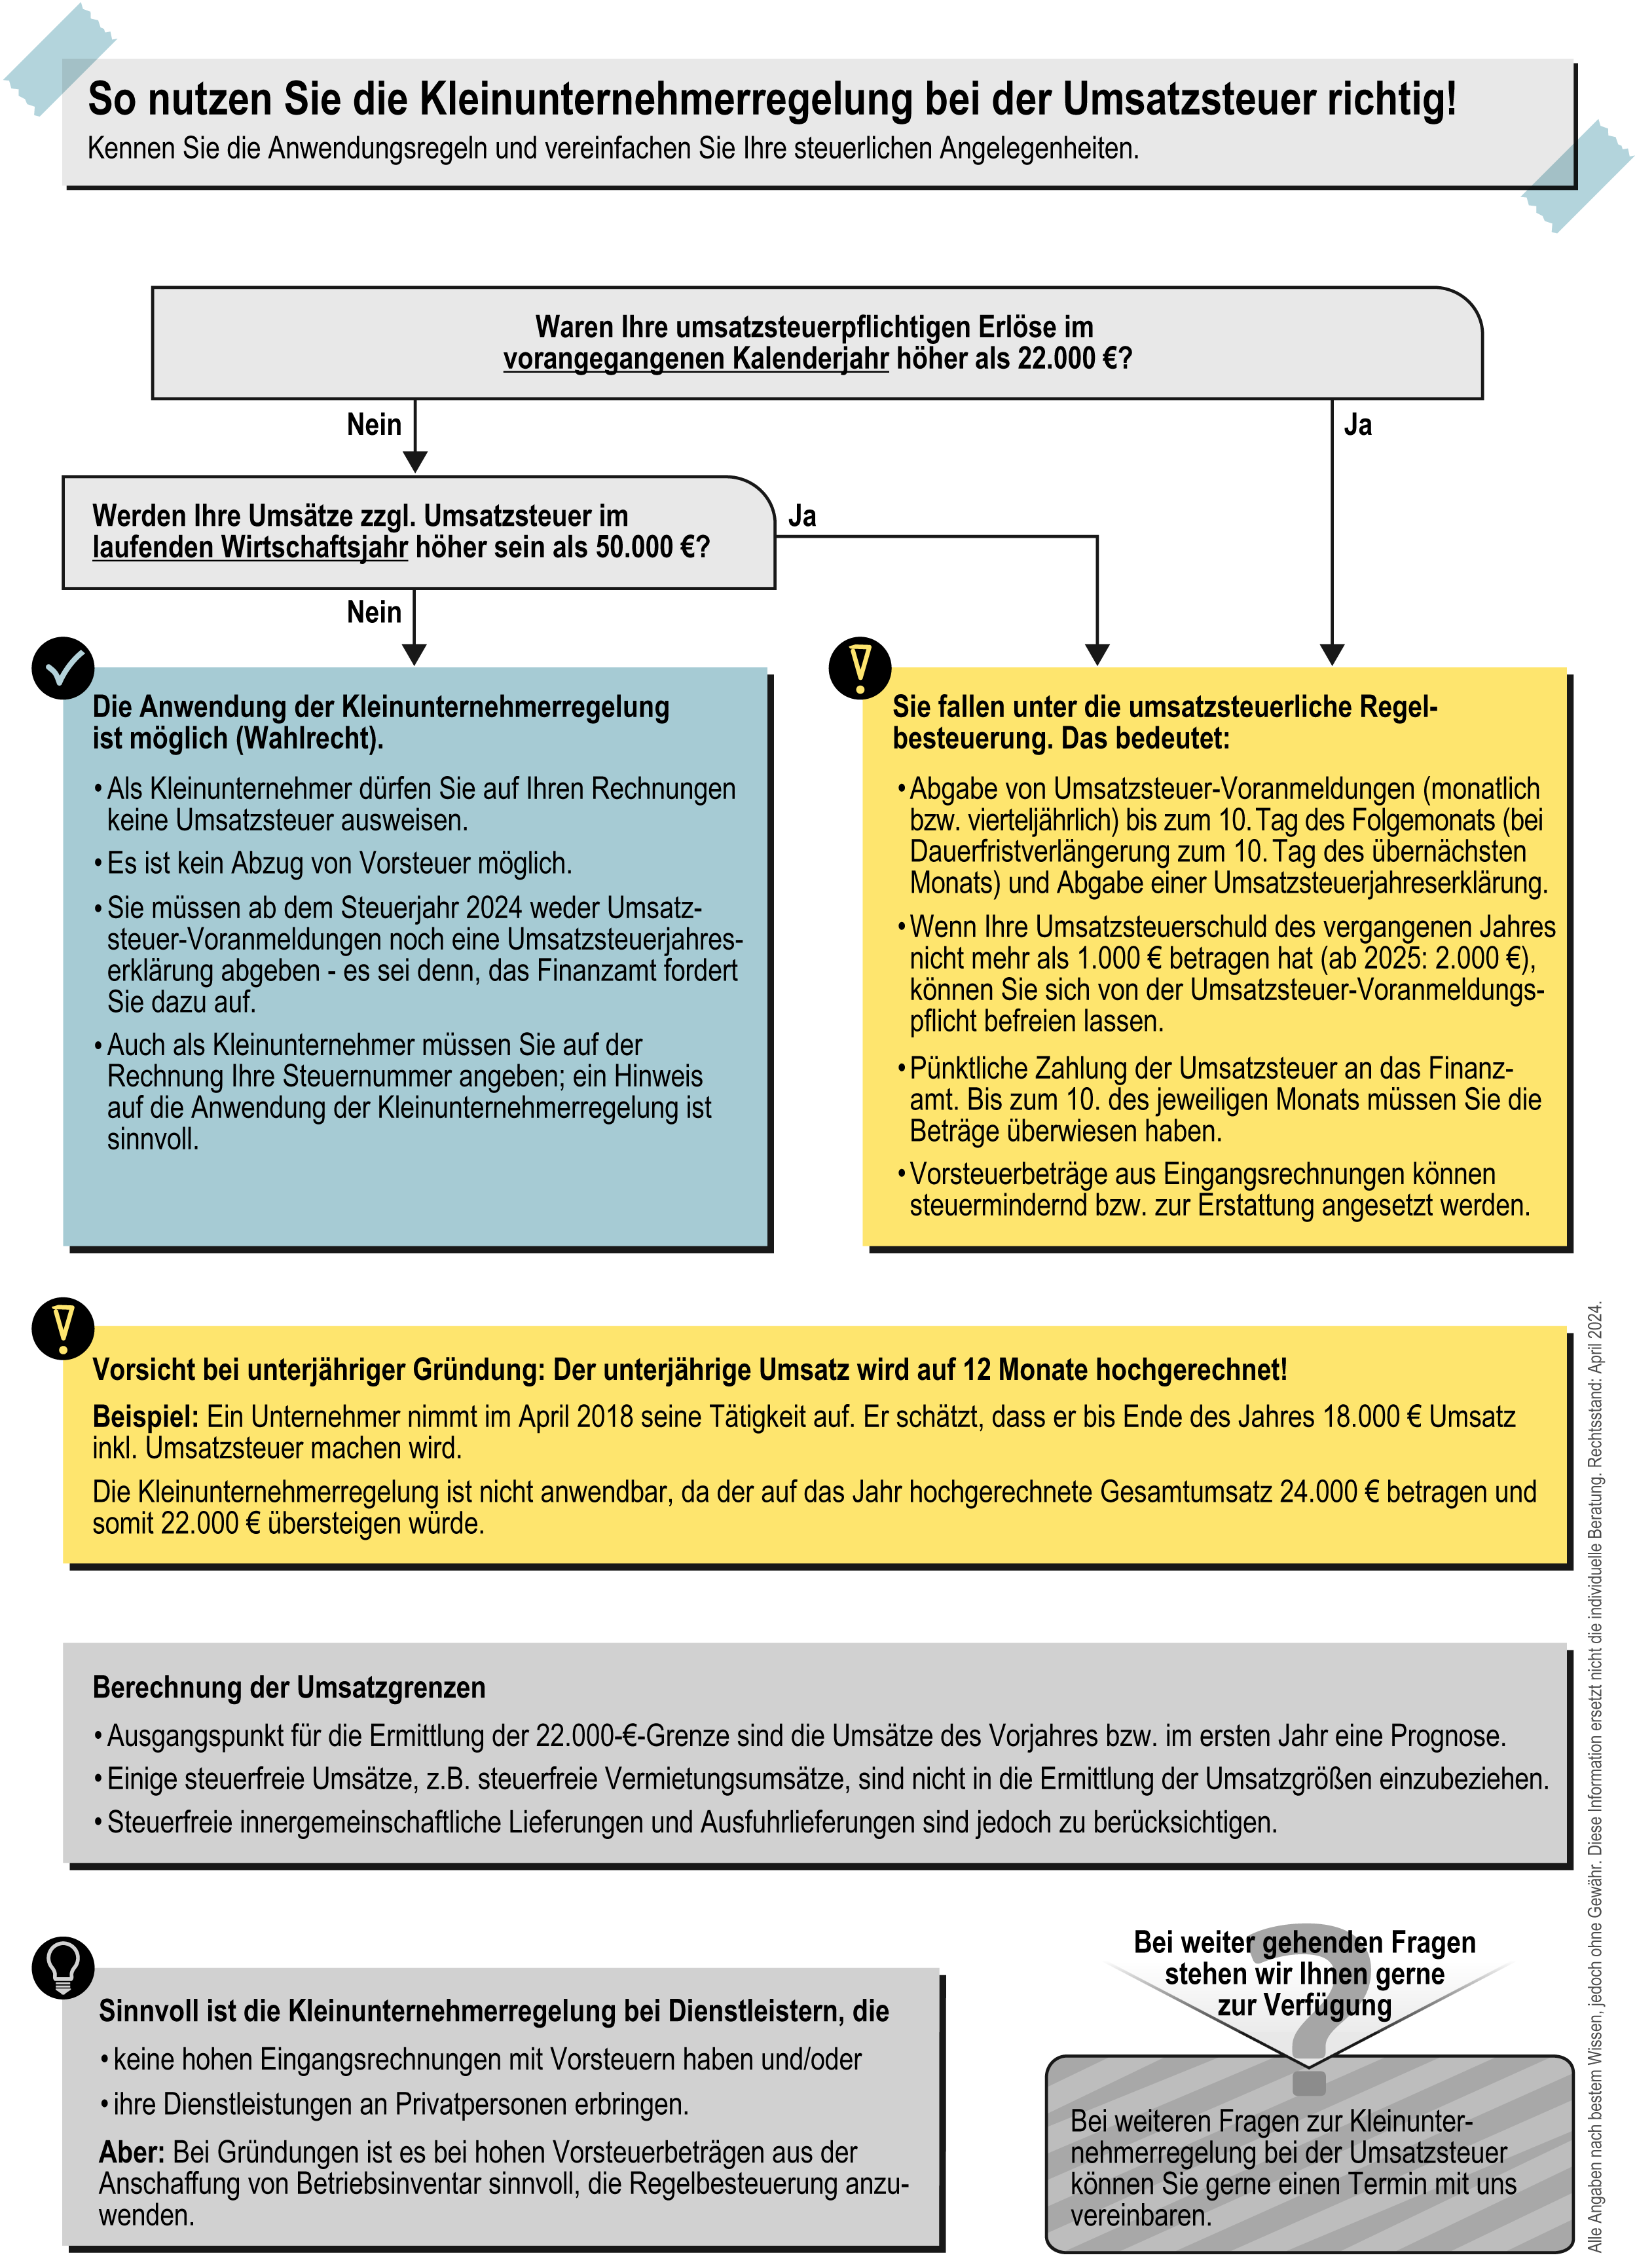 So nutzen Sie die Kleinunternehmerregelung bei der Umsatzsteuer richtig!
Kennen Sie die Anwendungsregeln und vereinfachen Sie Ihre steuerlichen Angelegenheiten.
Waren Ihre umsatzsteuerpflichtigen Erlöse im
vorangegangenen Kalenderjahr höher als 22.000 €?
Nein
Ja
Werden Ihre Umsätze zzgl. Umsatzsteuer im
laufenden Wirtschaftsjahr höher sein als 50.000 €?
Ja
Nein
Die Anwendung der Kleinunternehmerregelung
ist möglich (Wahlrecht).
• Als Kleinunternehmer dürfen Sie auf Ihren Rechnungen
keine Umsatzsteuer ausweisen.
• Es ist kein Abzug von Vorsteuer möglich.
• Sie müssen ab dem Steuerjahr 2024 weder Umsatz-
steuer-Voranmeldungen noch eine Umsatzsteuerjahres-
erklärung abgeben - es sei denn, das Finanzamt fordert
Sie dazu auf.
• Auch als Kleinunternehmer müssen Sie auf der
Rechnung Ihre Steuernummer angeben; ein Hinweis
auf die Anwendung der Kleinunternehmerregelung ist
sinnvoll.
Sie fallen unter die umsatzsteuerliche Regel-
besteuerung. Das bedeutet:
• Abgabe von Umsatzsteuer-Voranmeldungen (monatlich
bzw. vierteljährlich) bis zum 10. Tag des Folgemonats (bei
Dauerfristverlängerung zum 10. Tag des übernächsten
Monats) und Abgabe einer Umsatzsteuerjahreserklärung.
• Wenn Ihre Umsatzsteuerschuld des vergangenen Jahres
nicht mehr als 1.000 € betragen hat (ab 2025: 2.000 €),
können Sie sich von der Umsatzsteuer-Voranmeldungs-
pflicht befreien lassen.
• Pünktliche Zahlung der Umsatzsteuer an das Finanz-
amt. Bis zum 10. des jeweiligen Monats müssen Sie die
Beträge überwiesen haben.
• Vorsteuerbeträge aus Eingangsrechnungen können
steuermindernd bzw. zur Erstattung angesetzt werden.
Vorsicht bei unterjähriger Gründung: Der unterjährige Umsatz wird auf 12 Monate hochgerechnet!
Beispiel: Ein Unternehmer nimmt im April 2018 seine Tätigkeit auf. Er schätzt, dass er bis Ende des Jahres 18.000 € Umsatz
inkl. Umsatzsteuer machen wird.
Die Kleinunternehmerregelung ist nicht anwendbar, da der auf das Jahr hochgerechnete Gesamtumsatz 24.000 € betragen und
somit 22.000 € übersteigen würde.
Berechnung der Umsatzgrenzen
• Ausgangspunkt für die Ermittlung der 22.000-€-Grenze sind die Umsätze des Vorjahres bzw. im ersten Jahr eine Prognose.
• Einige steuerfreie Umsätze, z.B. steuerfreie Vermietungsumsätze, sind nicht in die Ermittlung der Umsatzgrößen einzubeziehen.
• Steuerfreie innergemeinschaftliche Lieferungen und Ausfuhrlieferungen sind jedoch zu berücksichtigen.
Sinnvoll ist die Kleinunternehmerregelung bei Dienstleistern, die
• keine hohen Eingangsrechnungen mit Vorsteuern haben und/oder
• ihre Dienstleistungen an Privatpersonen erbringen.
Aber: Bei Gründungen ist es bei hohen Vorsteuerbeträgen aus der
Anschaffung von Betriebsinventar sinnvoll, die Regelbesteuerung anzu-
wenden.
?
Bei weiter gehenden Fragen
stehen wir Ihnen gerne
zur Verfügung
Bei weiteren Fragen zur Kleinunter-
nehmerregelung bei der Umsatzsteuer
können Sie gerne einen Termin mit uns
vereinbaren.
Alle Angaben nach bestem Wissen, jedoch ohne Gewähr. Diese Information ersetzt nicht die individuelle Beratung. Rechtsstand: April 2024.